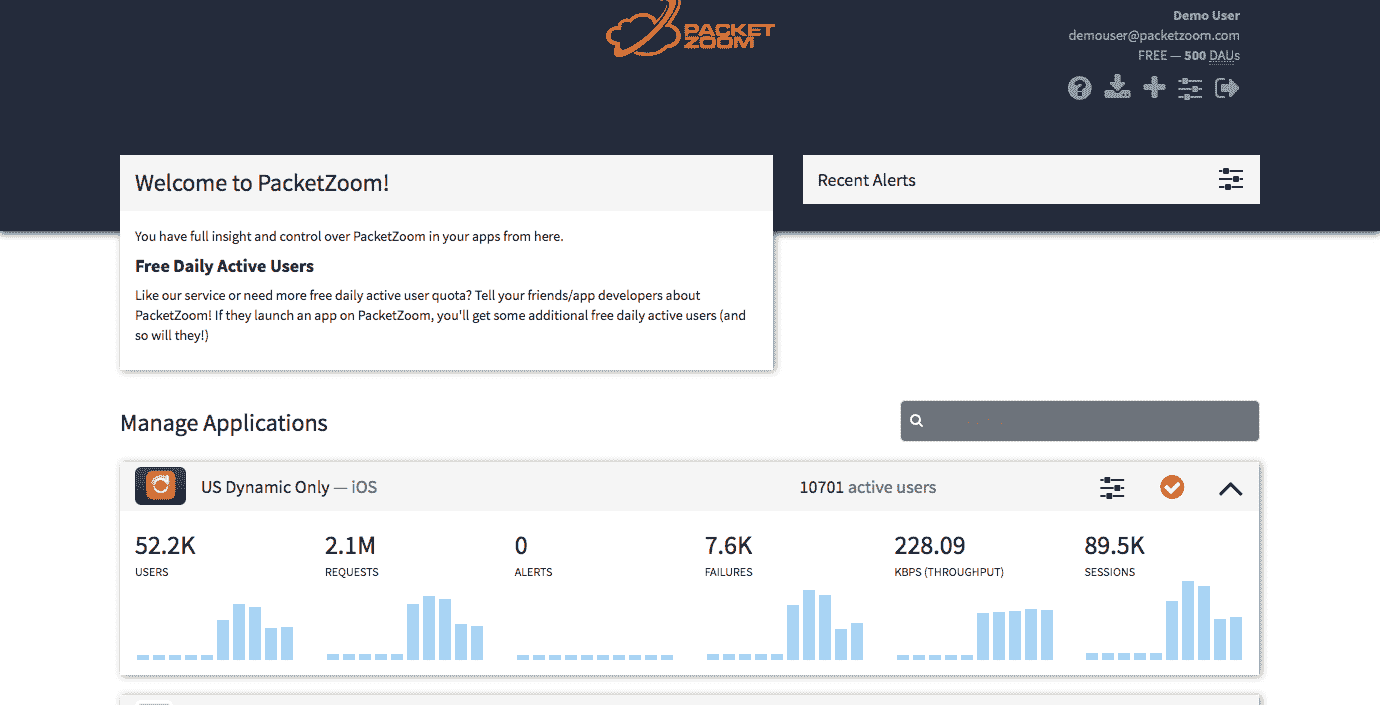 PACKET
ZOOM
Demo User
demouser@packetzoom.com
FREE — 500 DAUs
Welcome to PacketZoom!
Recent Alerts
You have full insight and control over PacketZoom in your apps from here.
Free Daily Active Users
Like our service or need more free daily active user quota? Tell your friends/app developers about
PacketZoom! If they launch an app on PacketZoom, you'll get some additional free daily active users (and
so will they!)
Manage Applications
US Dynamic Only — iOS
10701 active users
52.2K
2.1M
0
7.6K
228.09
89.5K
USERS
REQUESTS
ALERTS
FAILURES
KBPS (THROUGHPUT)
SESSIONS